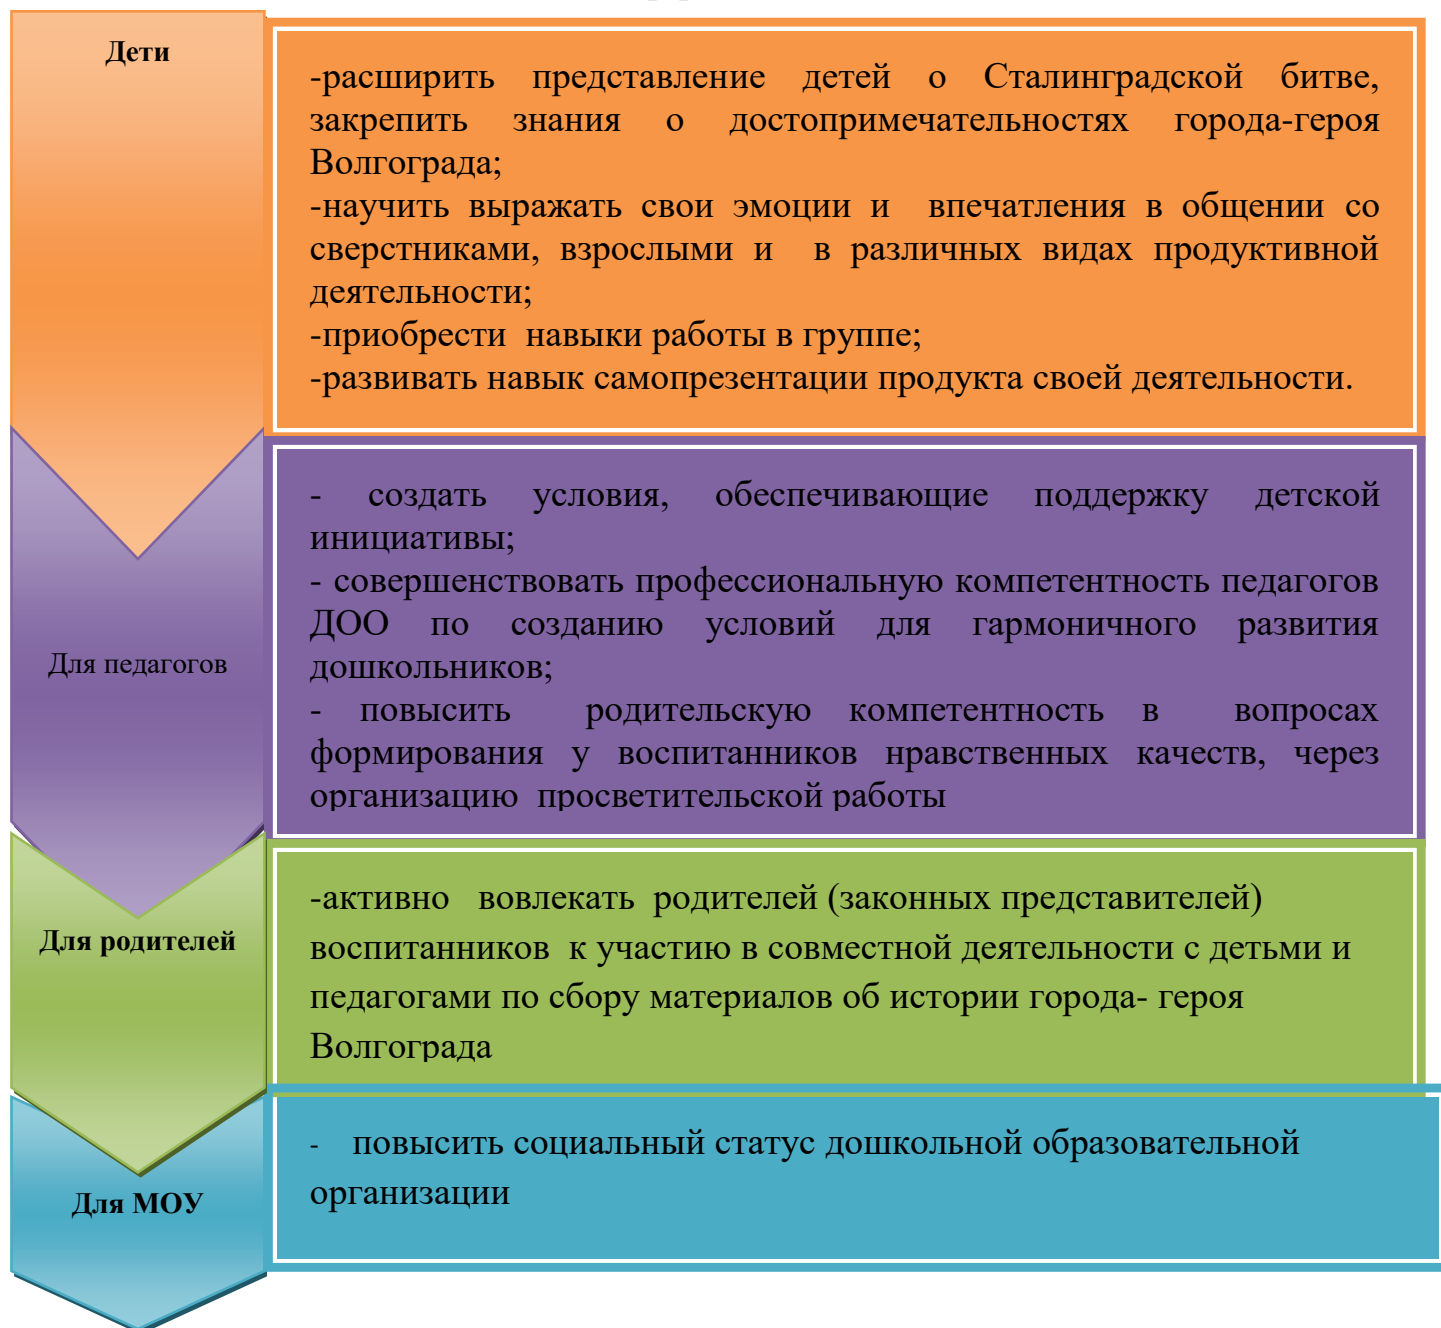 Дети
-расширить представление детей о Сталинградской битве,
закрепить знания о достопримечательностях города-героя
Волгограда;
-научить выражать свои эмоции и впечатления в общении со
сверстниками, взрослыми и в различных видах продуктивной
деятельности;
-приобрести навыки работы в группе;
-развивать навык самопрезентации продукта своей деятельности.
Для педагогов
- создать условия, обеспечивающие поддержку детской
инициативы;
- совершенствовать профессиональную компетентность педагогов
ДОО по созданию условий для гармоничного развития
дошкольников;
- повысить родительскую компетентность в вопросах
формирования у воспитанников нравственных качеств, через
организацию просветительской работы
Для родителей
-активно вовлекать родителей (законных представителей)
воспитанников к участию в совместной деятельности с детьми и
педагогами по сбору материалов об истории города- героя
Волгограда
Для МОУ
- повысить социальный статус дошкольной образовательной
организации